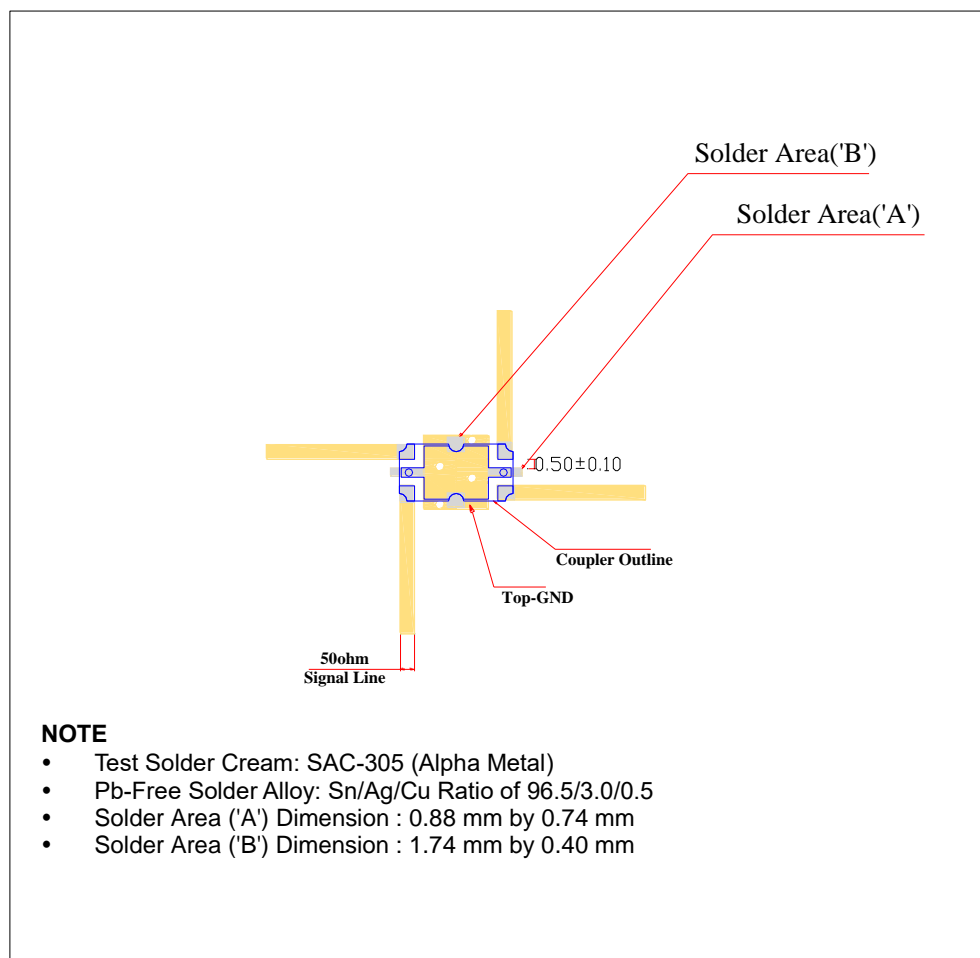 Solder Area('B')
Solder Area('A')
0.50±0.10
Coupler Outline
Top-GND
50ohm
Signal Line
NOTE
• Test Solder Cream: SAC-305 (Alpha Metal)
• Pb-Free Solder Alloy: Sn/Ag/Cu Ratio of 96.5/3.0/0.5
• Solder Area ('A') Dimension : 0.88 mm by 0.74 mm
• Solder Area ('B') Dimension : 1.74 mm by 0.40 mm